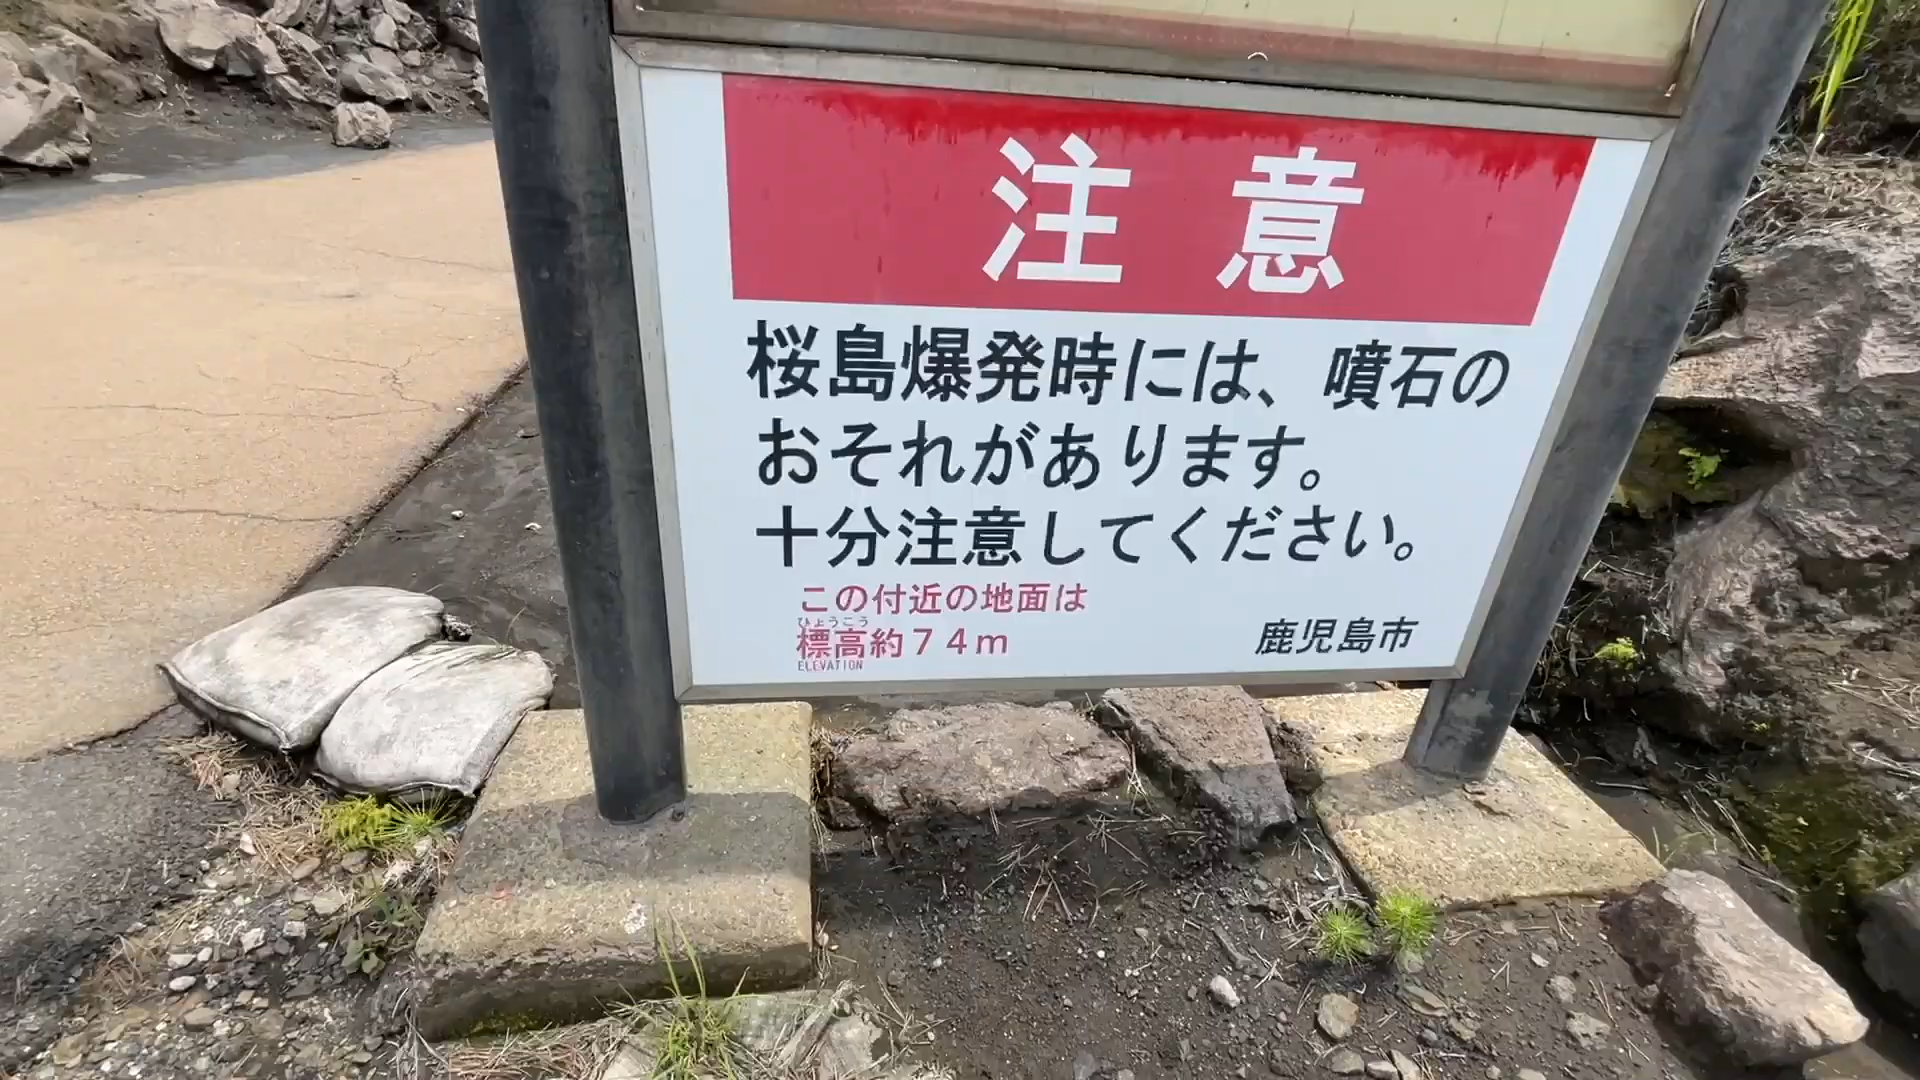 注意
桜島爆発時には、噴石の
おそれがあります。
十分注意してください。
この付近の地面は
ひょうこう
標高約74m
ELEVATION
鹿児島市